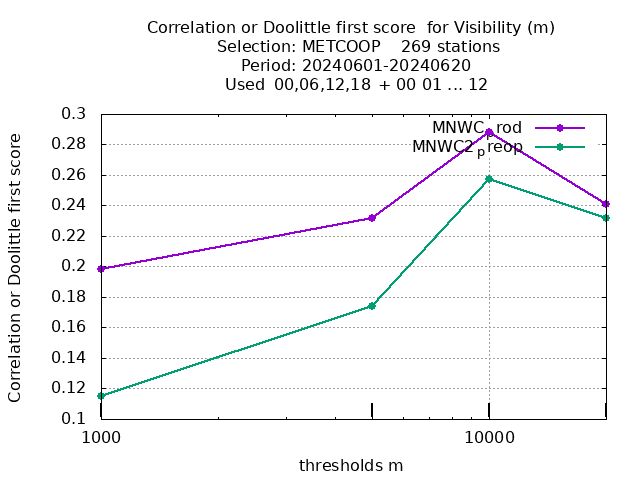 Correlation or Doolittle first score  for Visibility (m)
Selection: METCOOP    269 stations
Period: 20240601-20240620
Used  00,06,12,18 + 00 01 ... 12
Correlation or Doolittle first score
0.3
0.28
0.26
0.24
0.22
0.2
0.18
0.16
0.14
0.12
0.1
MNWCprod
MNWC2preop
1000
10000
thresholds m